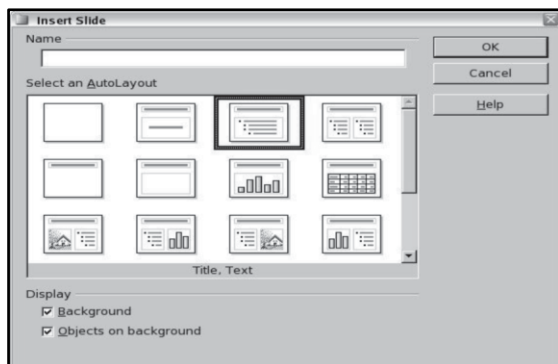 Insert Slide
Name
OK
Cancel
Select an AutoLayout
Help
Title, Text
Display
Background
Objects on background